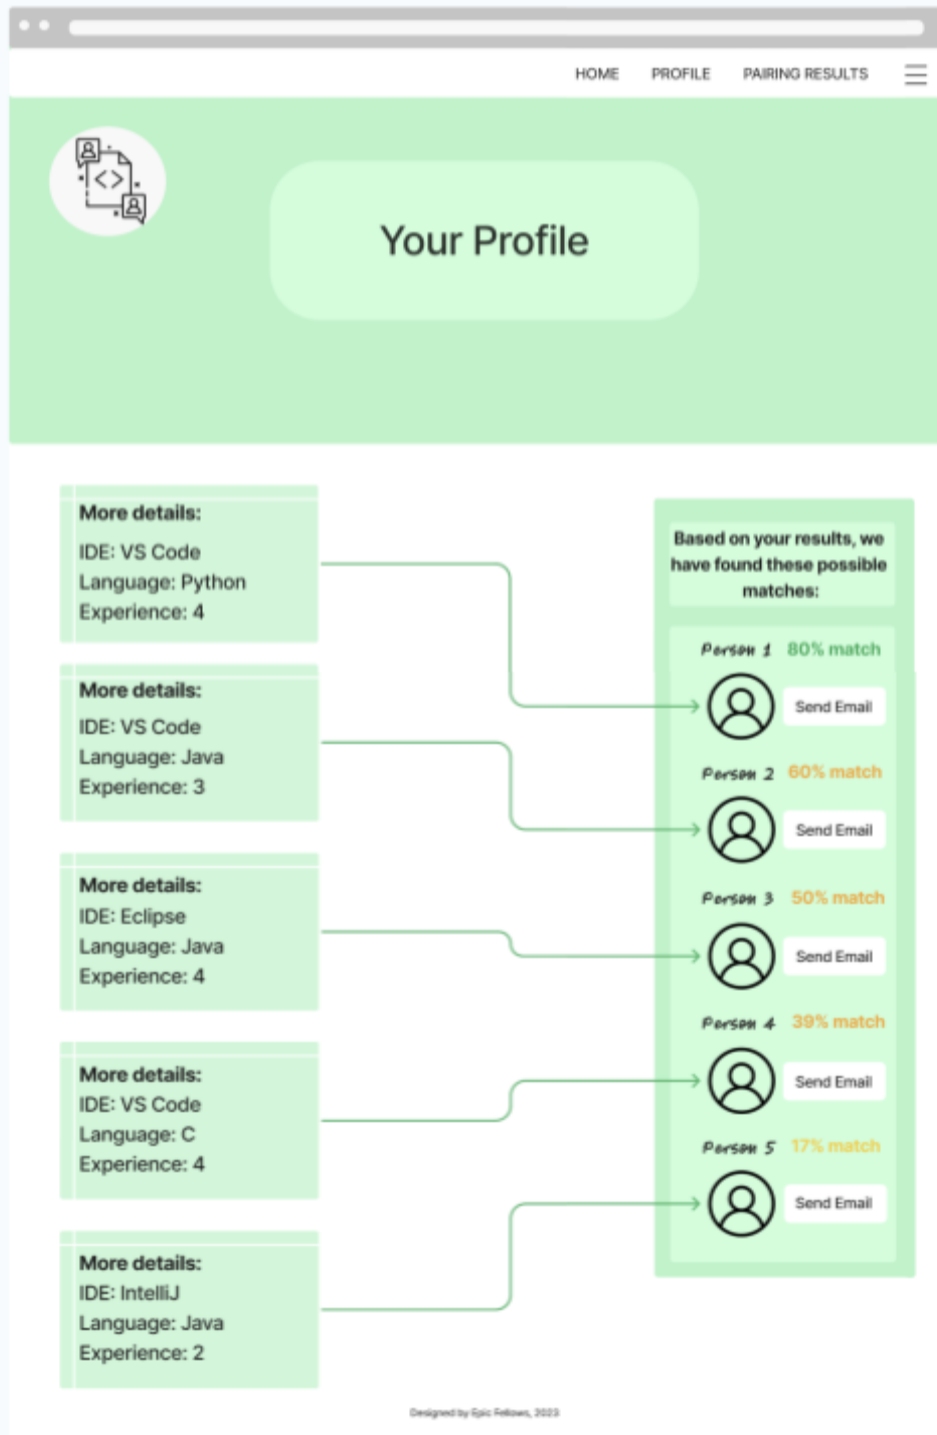 HOME PROFILE PAIRING RESULTS
Your Profile
More details:
IDE: VS Code
Language: Python
Experience: 4
More details:
IDE: VS Code
Language: Java
Experience: 3
More details:
IDE: Eclipse
Language: Java
Experience: 4
More details:
IDE: VS Code
Language: C
Experience: 4
More details:
IDE: IntelliJ
Language: Java
Experience: 2
Based on your results, we
have found these possible
matches:
Person 1 80% match
Send Email
Person 2 60% match
Send Email
Person 3 50% match
Send Email
Person 4 39% match
Send Email
Person 5 17% match
Send Email
Designed by Epic Fellows, 2023